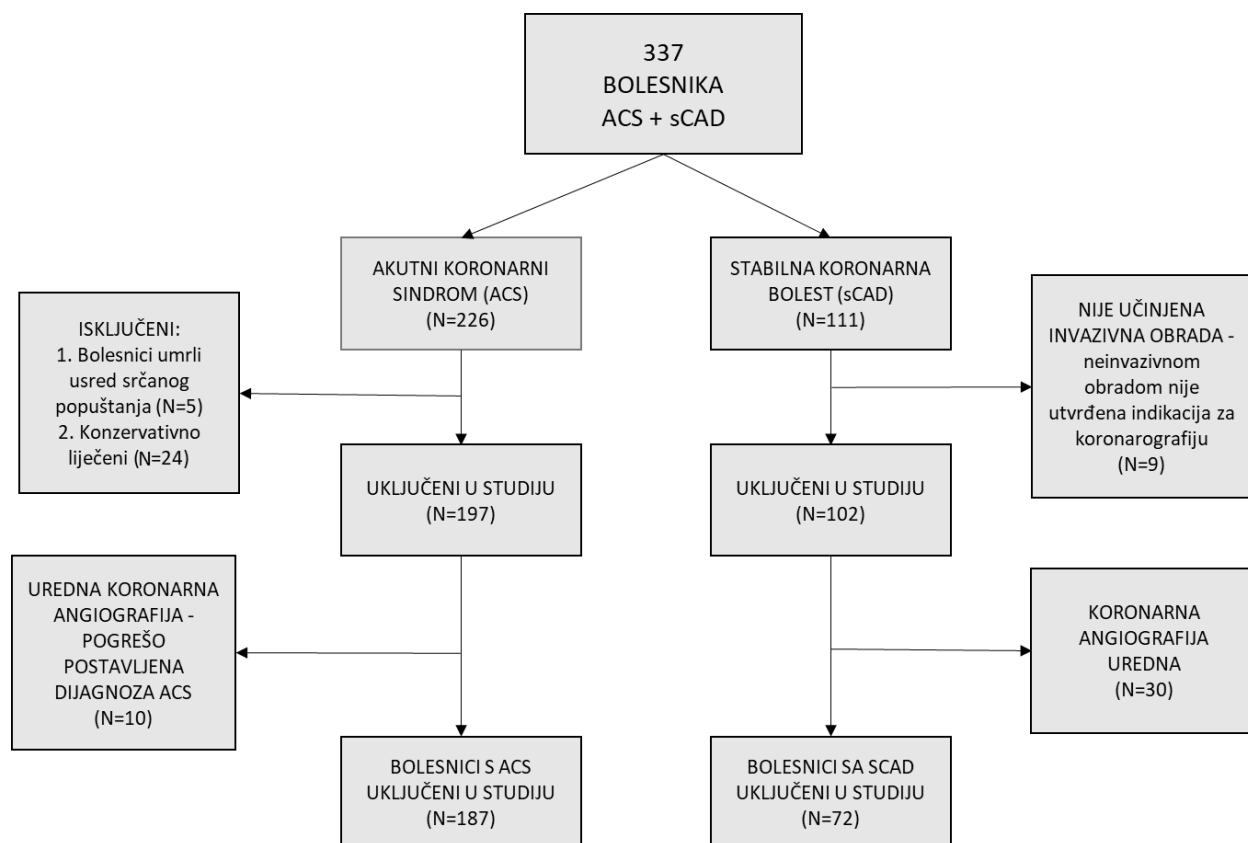 337
BOLESNIKA
ACS + sCAD
AKUTNI KORONARNI
SINDROM (ACS)
(N=226)
STABILNA KORONARNA
BOLEST (sCAD)
(N=111)
ISKLJUČENI:
1. Bolesnici umrli
usred srčanog
popuštanja (N=5)
2. Konzervativno
liječeni (N=24)
NIJE UČINJENA
INVAZIVNA OBRADA -
neinvazivnom
obradom nije
utvrđena indikacija za
koronarografiju
(N=9)
UKLJUČENI U STUDIJU
(N=197)
UKLJUČENI U STUDIJU
(N=102)
UREDNA KORONARNA
ANGIOGRAFIJA -
POGREŠO
POSTAVLJENA
DIJAGNOZA ACS
(N=10)
KORONARNA
ANGIOGRAFIJA
UREDNA
(N=30)
BOLESNICI S ACS
UKLJUČENI U STUDIJU
(N=187)
BOLESNICI SA SCAD
UKLJUČENI U STUDIJU
(N=72)